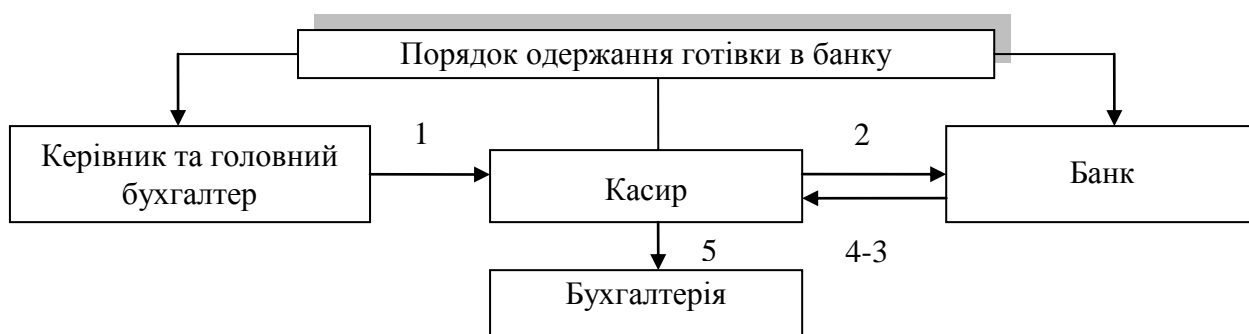 Порядок одержання готівки в банку
1
2
Керівник та головний
бухгалтер
Касир
Банк
5
4-3
Бухгалтерія